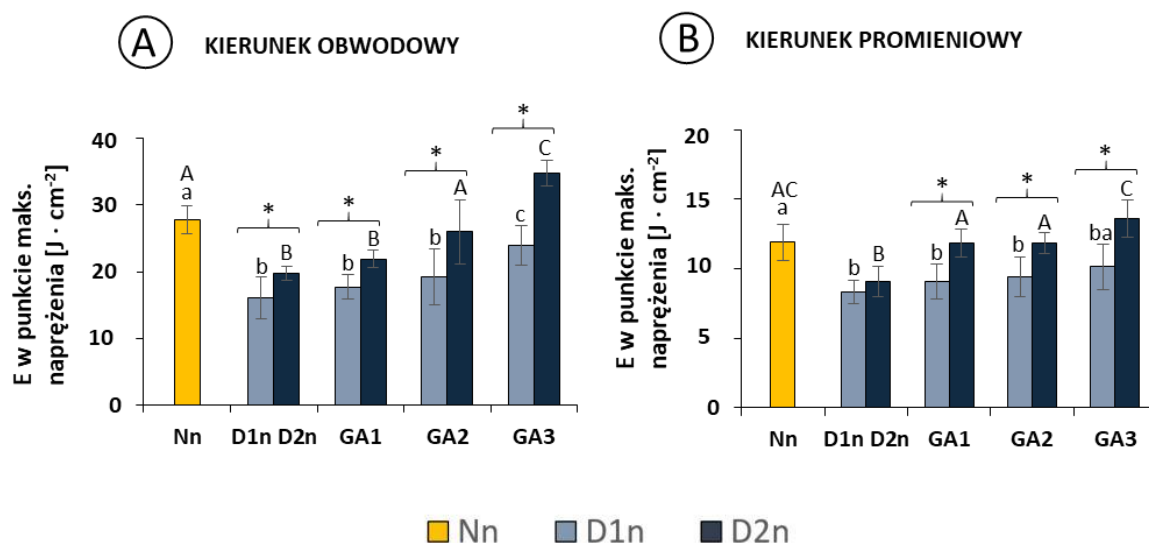 A KIERUNEK OBWODOWY
E w punkcie maks.
naprężenia [J · cm⁻²]
40
30
20
10
0
A
a
*
b B
*
b B
*
b A
*
c C
Nn D1n D2n GA1 GA2 GA3
B KIERUNEK PROMIENIOWY
E w punkcie maks.
naprężenia [J · cm⁻²]
20
15
10
5
0
AC
a
b B
*
b A
*
b A
*
ba C
Nn D1n D2n GA1 GA2 GA3
Nn D1n D2n